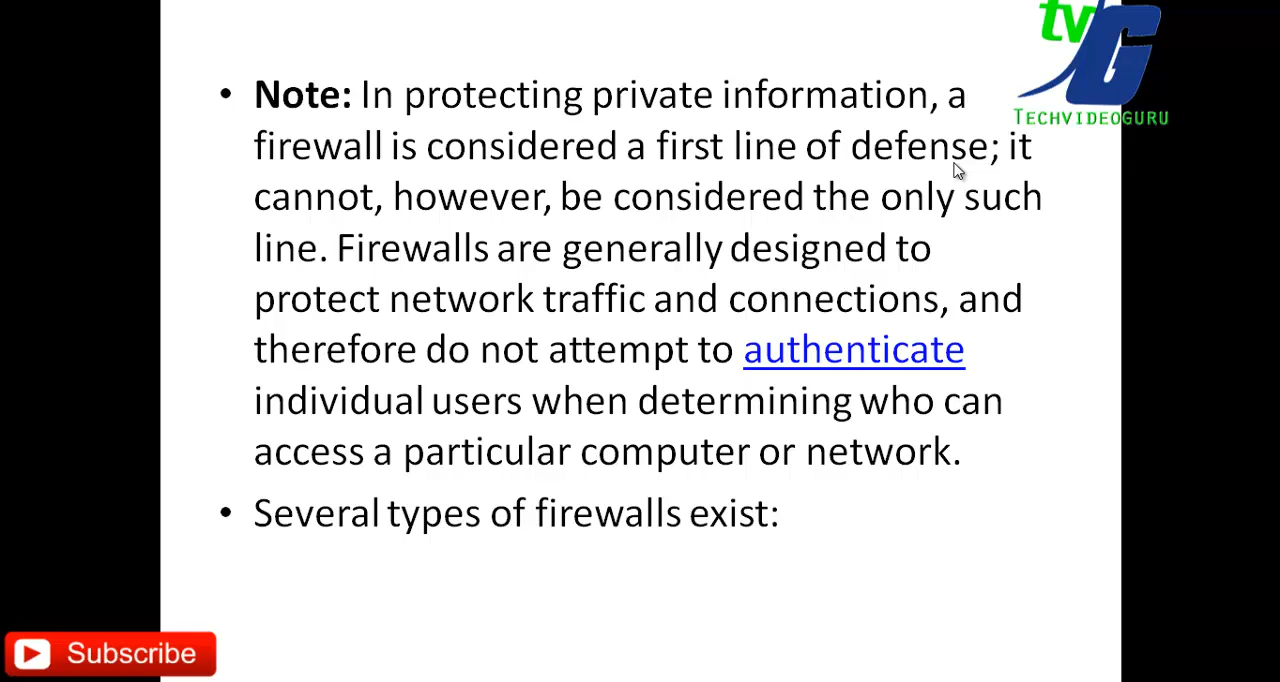 tv G
TECHVIDEOGURU
• Note: In protecting private information, a
firewall is considered a first line of defense; it
cannot, however, be considered the only such
line. Firewalls are generally designed to
protect network traffic and connections, and
therefore do not attempt to authenticate
individual users when determining who can
access a particular computer or network.
• Several types of firewalls exist:
Subscribe